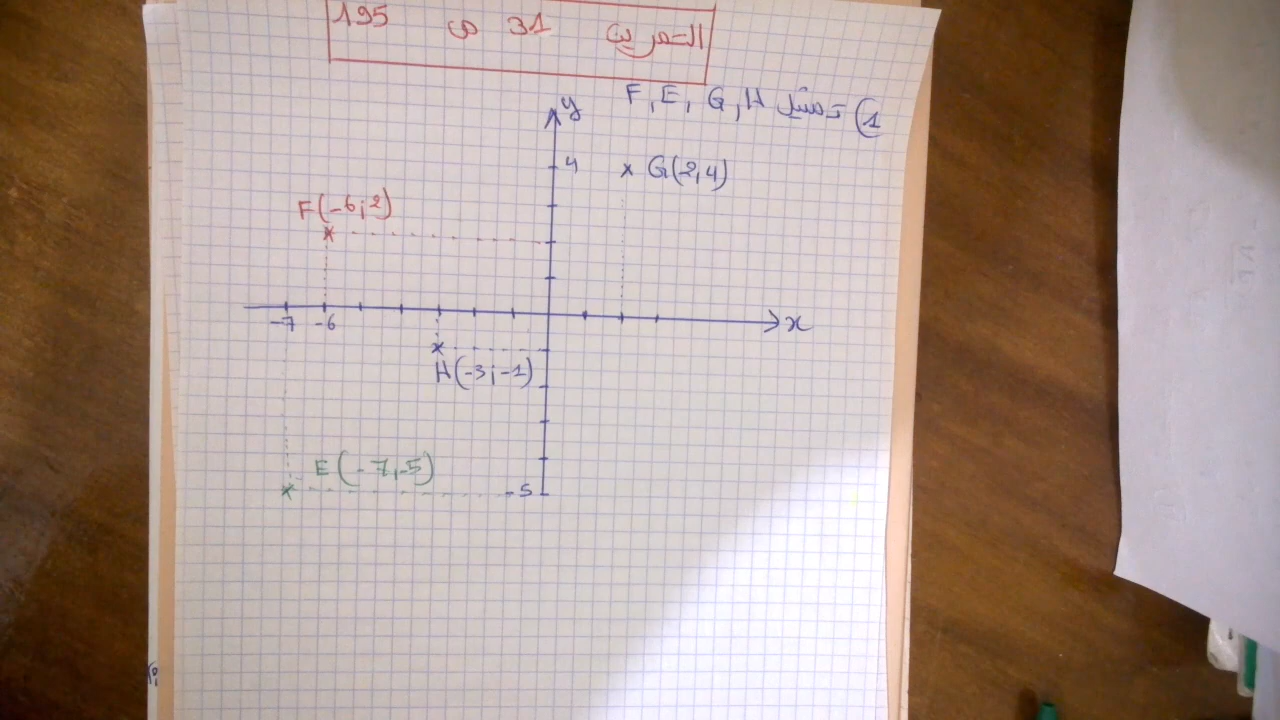 التمرين 31 ص 195
1) تمثيل F, E, G, H
y
4
G(2,4)
F(-6;2)
-7 -6
x
H(-3;-1)
E(-7,-5)
-5